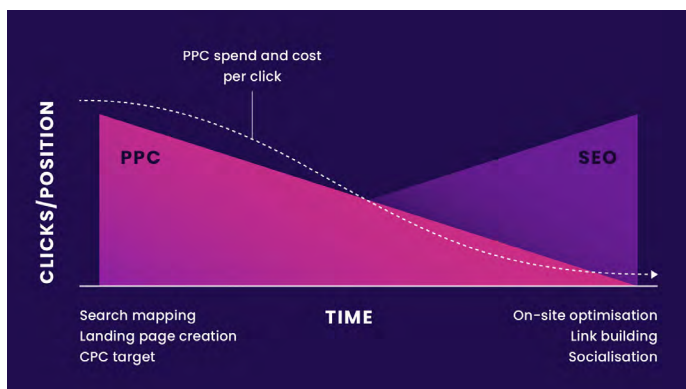 PPC spend and cost
per click
CLICKS/POSITION
PPC
SEO
TIME
Search mapping
Landing page creation
CPC target
On-site optimisation
Link building
Socialisation